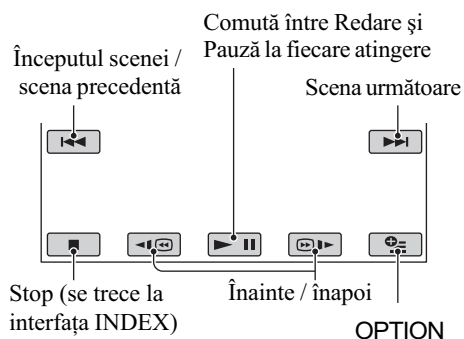 Comută între Redare şi
Pauză la fiecare atingere
Începutul scenei /
scena precedentă
Scena următoare
Stop (se trece la
interfaţa INDEX)
Înainte / înapoi
OPTION